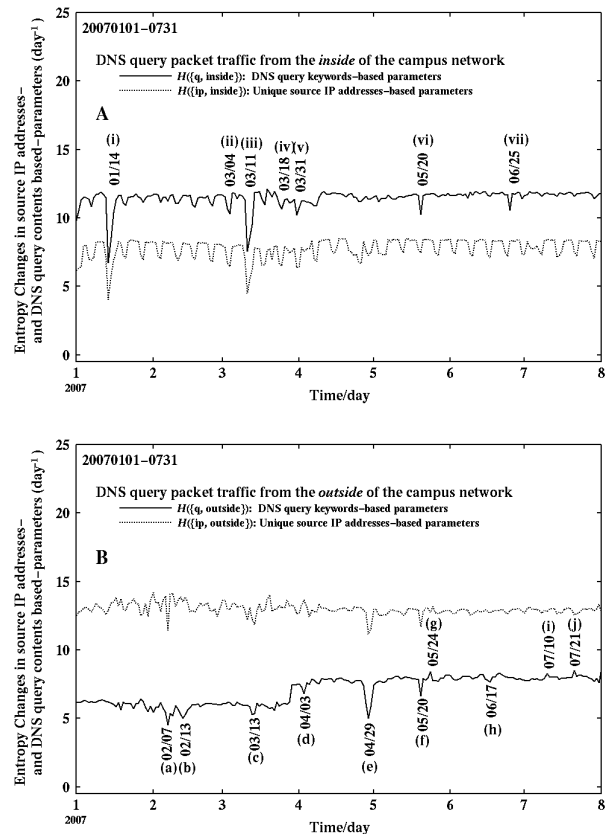 25
20070101−0731
DNS query packet traffic from the inside of the campus network
H({q, inside}): DNS query keywords−based parameters
H({ip, inside}): Unique source IP addresses−based parameters
20
A
15
(i) 01/14
(ii) 03/04
(iii) 03/11
(iv) 03/18
(v) 03/31
(vi) 05/20
(vii) 06/25
10
5
0
Entropy Changes in source IP addresses−
and DNS query contents based−parameters (day-1)
1 2 3 4 5 6 7 8
2007
Time/day
25
20070101−0731
DNS query packet traffic from the outside of the campus network
H({q, outside}): DNS query keywords−based parameters
H({ip, outside}): Unique source IP addresses−based parameters
20
B
15
10
(g) 05/24
(i) 07/10
(j) 07/21
5
02/07 (a)
02/13 (b)
03/13 (c)
04/03 (d)
04/29 (e)
05/20 (f)
06/17 (h)
0
Entropy Changes in source IP addresses−
and DNS query contents based−parameters (day-1)
1 2 3 4 5 6 7 8
2007
Time/day